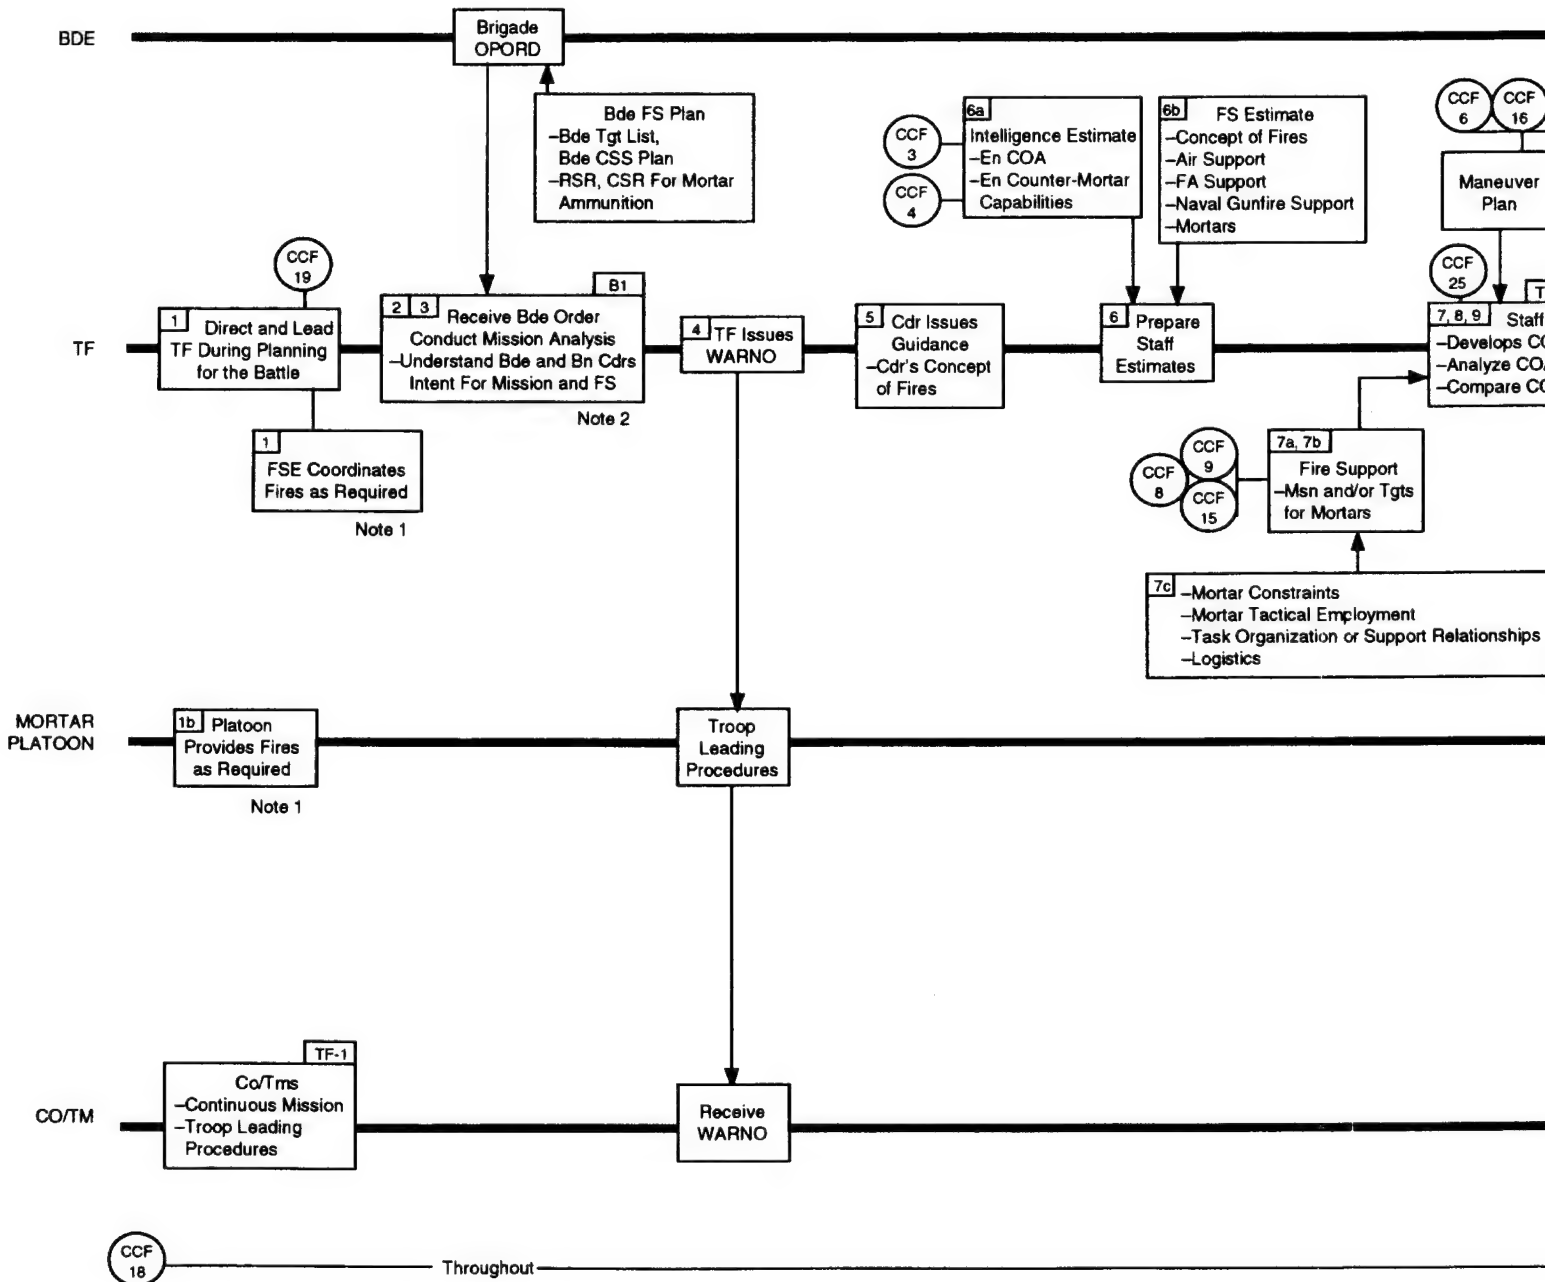 BDE
Brigade
OPORD
Bde FS Plan
–Bde Tgt List,
Bde CSS Plan
–RSR, CSR For Mortar
Ammunition
CCF
3
CCF
4
6a
Intelligence Estimate
–En COA
–En Counter-Mortar
Capabilities
6b
FS Estimate
–Concept of Fires
–Air Support
–FA Support
–Naval Gunfire Support
–Mortars
CCF
6
CCF
16
Maneuver
Plan
TF
CCF
19
1
Direct and Lead
TF During Planning
for the Battle
1
FSE Coordinates
Fires as Required
Note 1
B1
2 3
Receive Bde Order
Conduct Mission Analysis
–Understand Bde and Bn Cdrs
Intent For Mission and FS
Note 2
4
TF Issues
WARNO
5
Cdr Issues
Guidance
–Cdr's Concept
of Fires
6
Prepare
Staff
Estimates
CCF
25
7, 8, 9
Staff
–Develops
–Analyze
–Compare
CCF
8
CCF
9
CCF
15
7a, 7b
Fire Support
–Msn and/or Tgts
for Mortars
7c
–Mortar Constraints
–Mortar Tactical Employment
–Task Organization or Support Relationships
–Logistics
MORTAR
PLATOON
1b
Platoon
Provides Fires
as Required
Note 1
Troop
Leading
Procedures
CO/TM
TF-1
Co/Tms
–Continuous Mission
–Troop Leading
Procedures
Receive
WARNO
CCF
18
Throughout